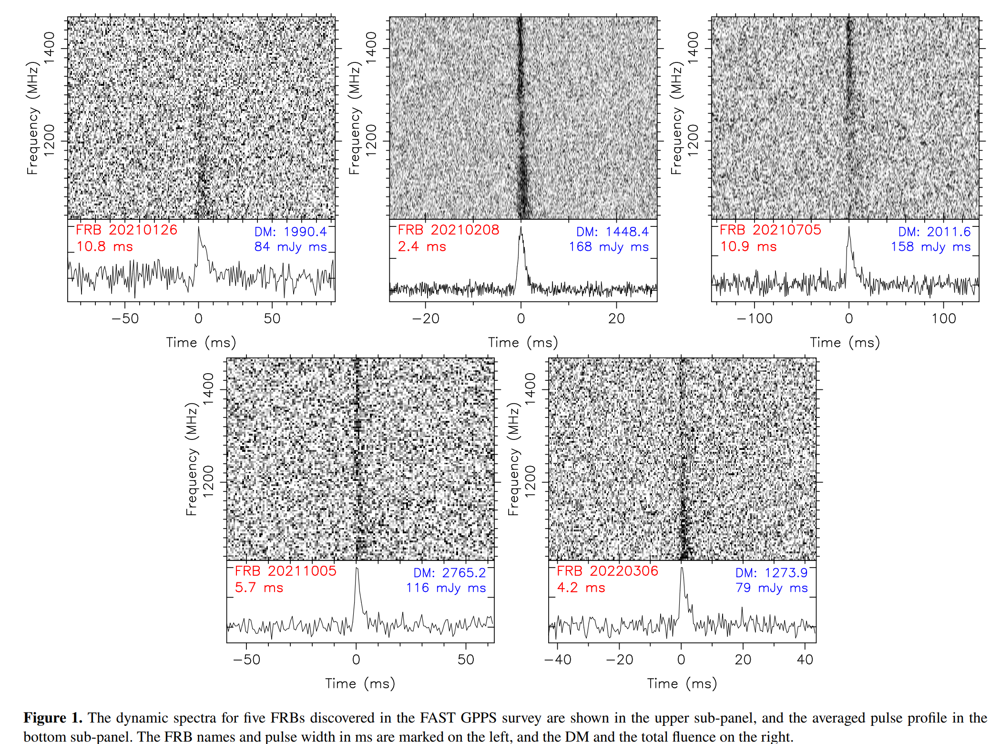 1400
1200
Frequency (MHz)
FRB 20210126
10.8 ms
DM: 1990.4
84 mJy ms
−50 0 50
Time (ms)
1400
1200
Frequency (MHz)
FRB 20210208
2.4 ms
DM: 1448.4
168 mJy ms
−20 0 20
Time (ms)
1400
1200
Frequency (MHz)
FRB 20210705
10.9 ms
DM: 2011.6
158 mJy ms
−100 0 100
Time (ms)
1400
1200
Frequency (MHz)
FRB 20211005
5.7 ms
DM: 2765.2
116 mJy ms
−50 0 50
Time (ms)
1400
1200
Frequency (MHz)
FRB 20220306
4.2 ms
DM: 1273.9
79 mJy ms
−40 −20 0 20 40
Time (ms)
Figure 1. The dynamic spectra for five FRBs discovered in the FAST GPPS survey are shown in the upper sub-panel, and the averaged pulse profile in the
bottom sub-panel. The FRB names and pulse width in ms are marked on the left, and the DM and the total fluence on the right.